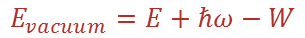 E_vacuum = E + ℏω − W